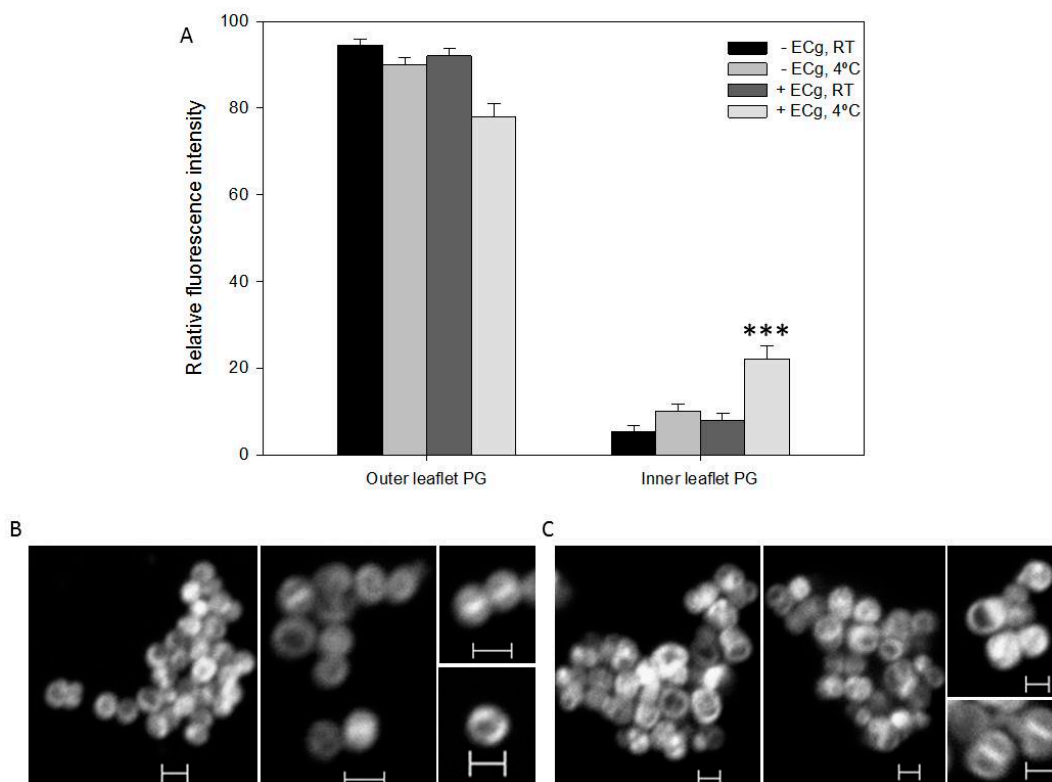 A
Relative fluorescence intensity
100
80
60
40
20
0
- ECg, RT
- ECg, 4ºC
+ ECg, RT
+ ECg, 4ºC
***
Outer leaflet PG
Inner leaflet PG
B
C